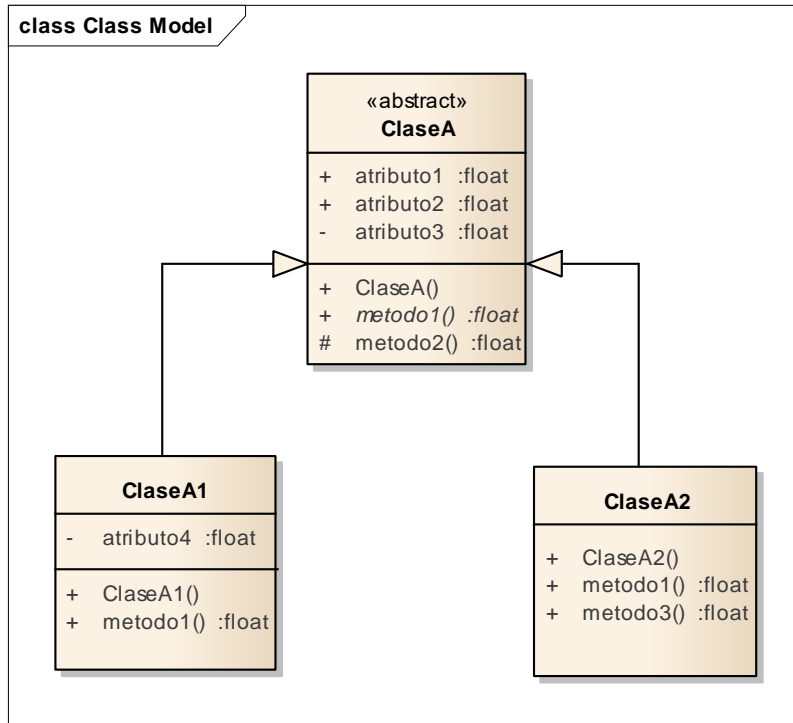 class Class Model
«abstract»
ClaseA
+ atributo1 :float
+ atributo2 :float
- atributo3 :float
+ ClaseA()
+ metodo1() :float
# metodo2() :float
ClaseA1
- atributo4 :float
+ ClaseA1()
+ metodo1() :float
ClaseA2
+ ClaseA2()
+ metodo1() :float
+ metodo3() :float